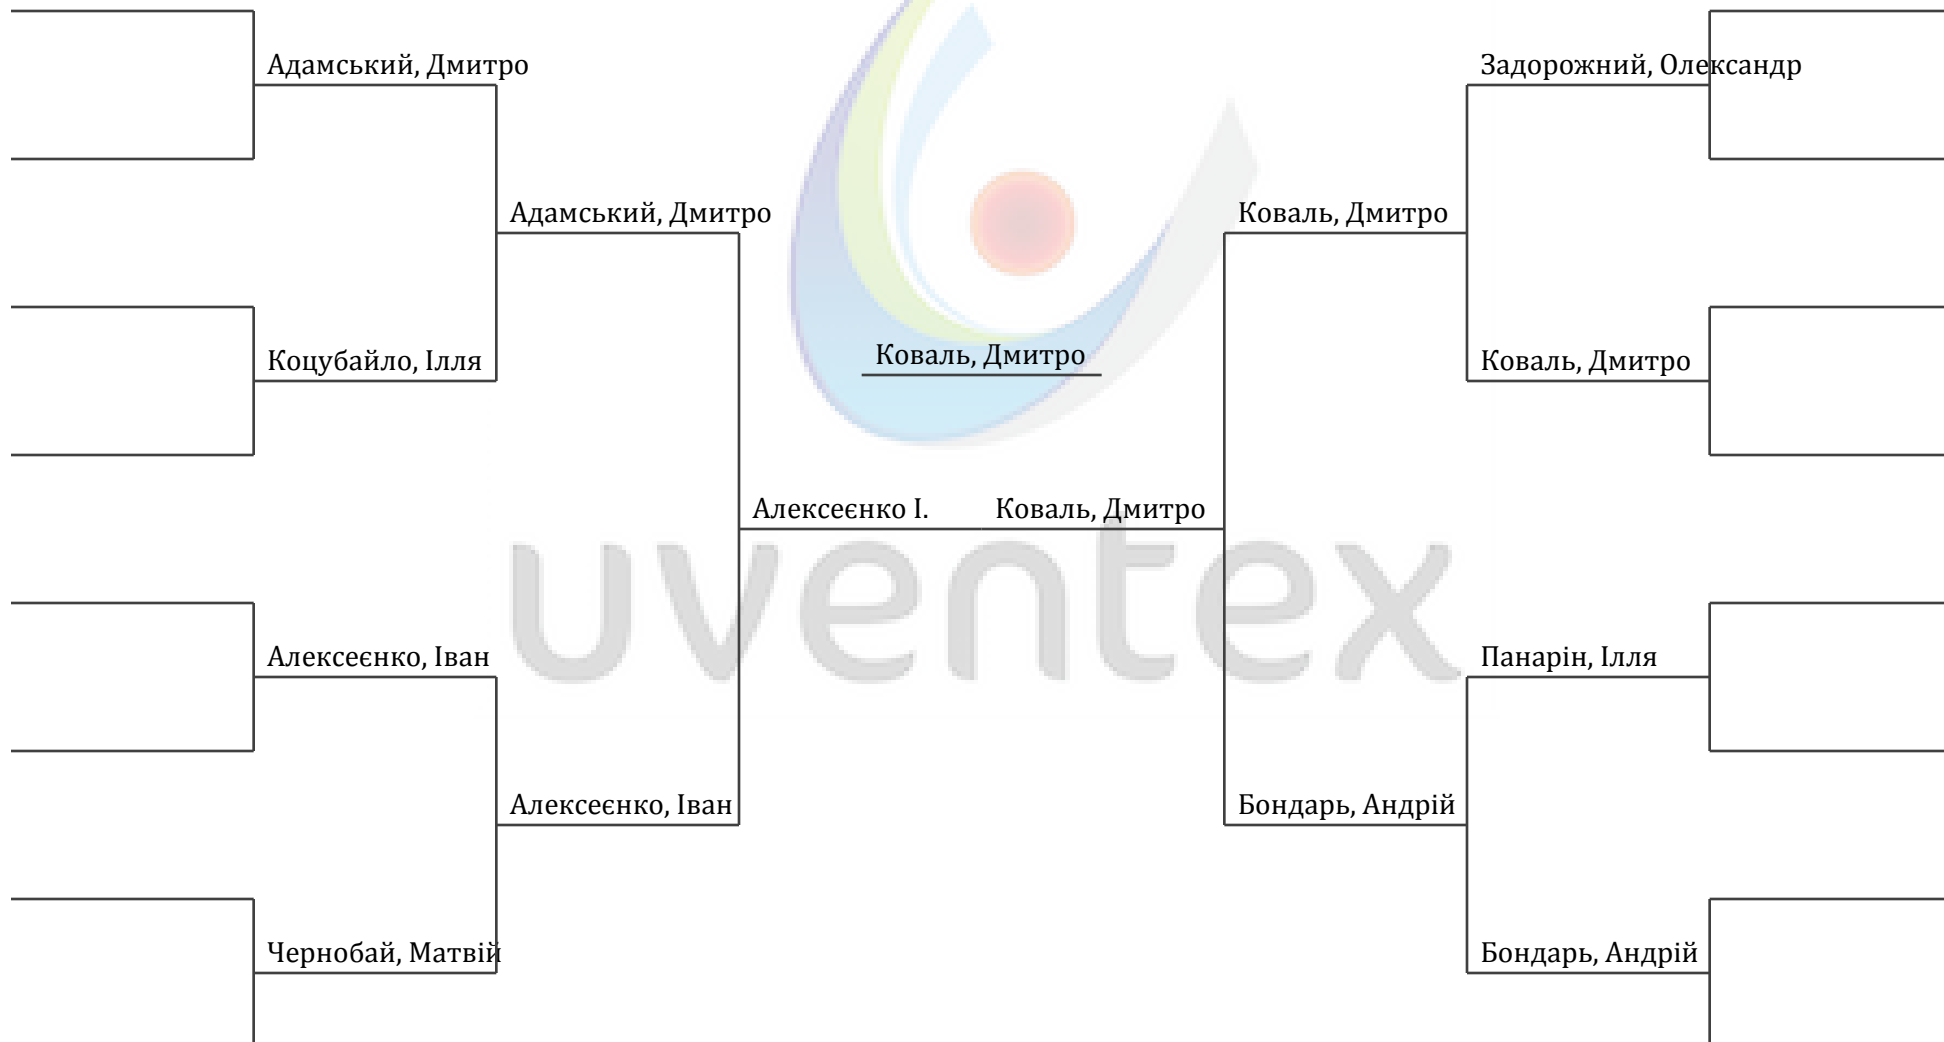 Адамський, Дмитро
Задорожний, Олександр
Адамський, Дмитро
Коваль, Дмитро
Коцубайло, Ілля
Коваль, Дмитро
Коваль, Дмитро
Алексеєнко І.
Коваль, Дмитро
uventex
Алексеєнко, Іван
Панарін, Ілля
Алексеєнко, Іван
Бондарь, Андрій
Чернобай, Матвій
Бондарь, Андрій